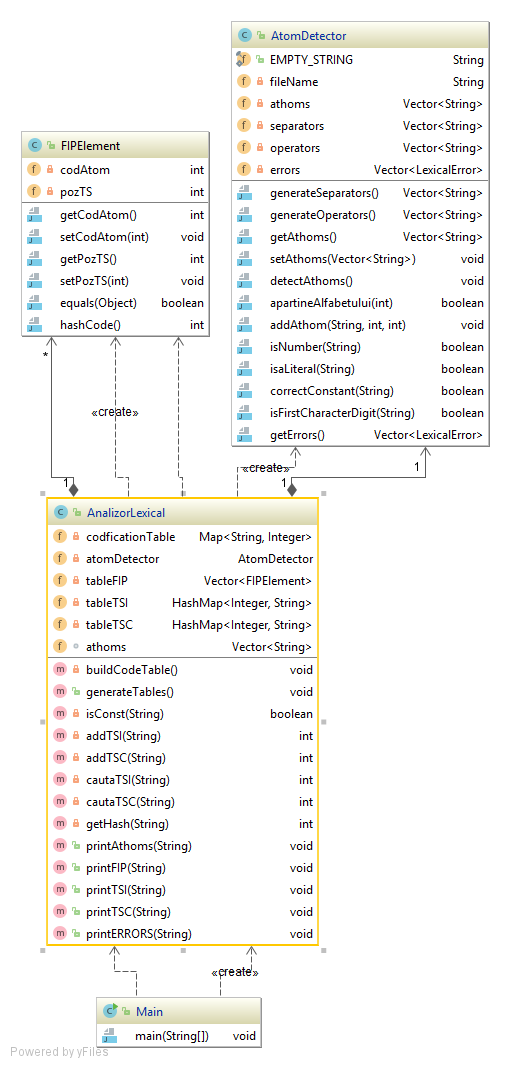 AtomDetector
EMPTY_STRING String
fileName String
athoms Vector<String>
separators Vector<String>
operators Vector<String>
errors Vector<LexicalError>
generateSeparators() Vector<String>
generateOperators() Vector<String>
getAthoms() Vector<String>
setAthoms(Vector<String>) void
detectAthoms() void
apartineAlfabetului(int) boolean
addAthom(String, int, int) void
isNumber(String) boolean
isaLiteral(String) boolean
correctConstant(String) boolean
isFirstCharacterDigit(String) boolean
getErrors() Vector<LexicalError>
FIPElement
codAtom int
pozTS int
getCodAtom() int
setCodAtom(int) void
getPozTS() int
setPozTS(int) void
equals(Object) boolean
hashCode() int
*
«create»
«create»
1
1
1
AnalizorLexical
codficationTable Map<String, Integer>
atomDetector AtomDetector
tableFIP Vector<FIPElement>
tableTSI HashMap<Integer, String>
tableTSC HashMap<Integer, String>
athoms Vector<String>
buildCodeTable() void
generateTables() void
isConst(String) boolean
addTSI(String) int
addTSC(String) int
cautaTSI(String) int
cautaTSC(String) int
getHash(String) int
printAthoms(String) void
printFIP(String) void
printTSI(String) void
printTSC(String) void
printERRORS(String) void
«create»
Main
main(String[]) void
Powered by yFiles